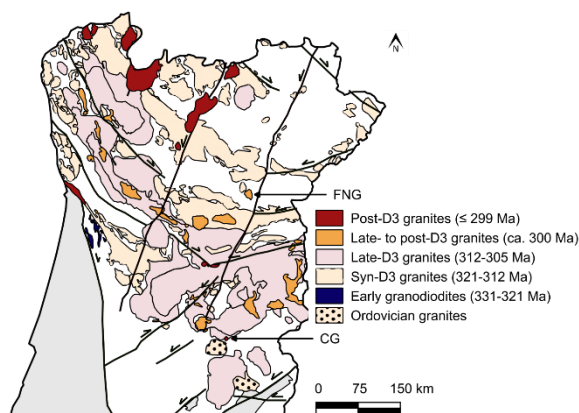 N
FNG
Post-D3 granites (≤ 299 Ma)
Late- to post-D3 granites (ca. 300 Ma)
Late-D3 granites (312-305 Ma)
Syn-D3 granites (321-312 Ma)
Early granodiodites (331-321 Ma)
Ordovician granites
CG
0 75 150 km